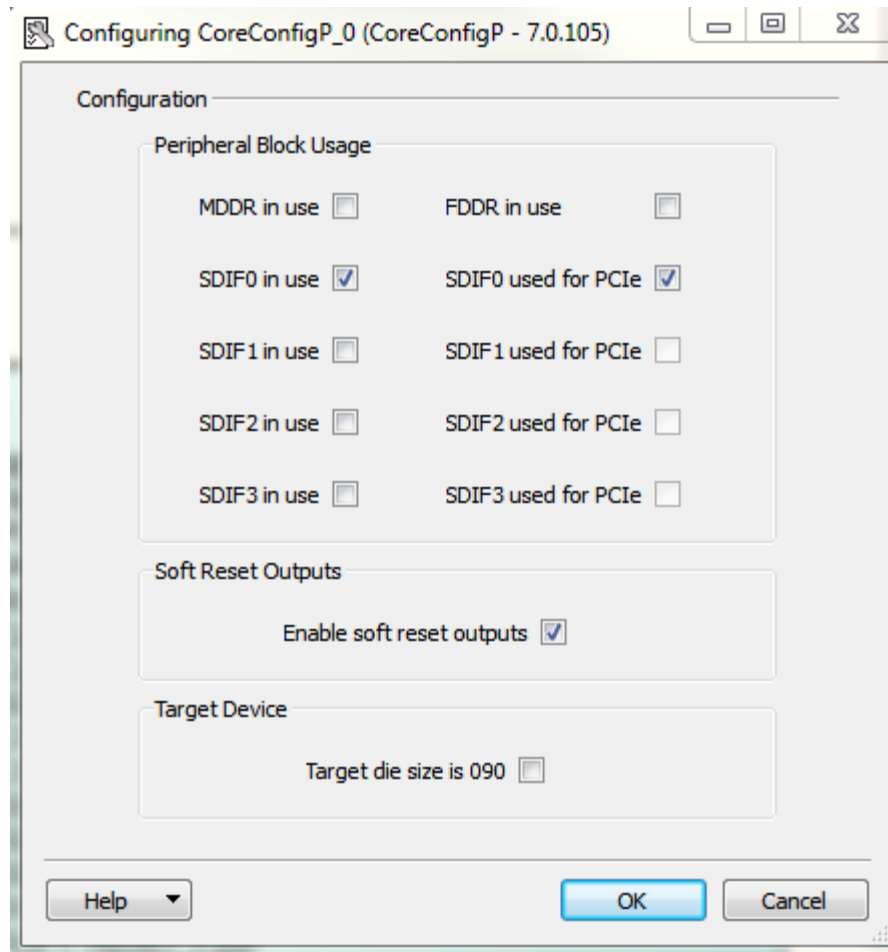 Configuring CoreConfigP_0 (CoreConfigP - 7.0.105)
Configuration
Peripheral Block Usage
MDDR in use FDDR in use
SDIF0 in use SDIF0 used for PCIe
SDIF1 in use SDIF1 used for PCIe
SDIF2 in use SDIF2 used for PCIe
SDIF3 in use SDIF3 used for PCIe
Soft Reset Outputs
Enable soft reset outputs
Target Device
Target die size is 090
Help OK Cancel